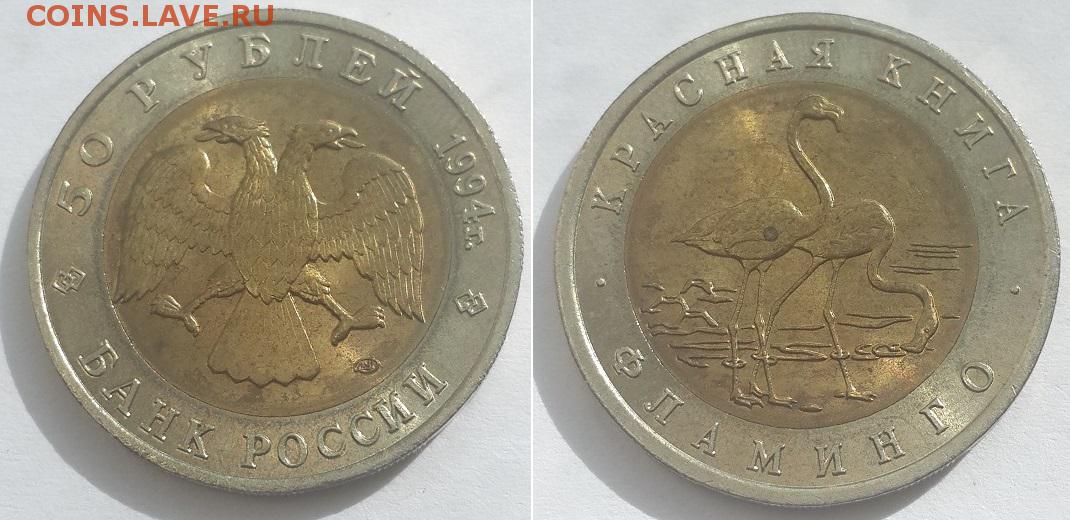 COINS.LAVE.RU
50 РУБЛЕЙ 1994г.
БАНК РОССИИ
КРАСНАЯ КНИГА
ФЛАМИНГО